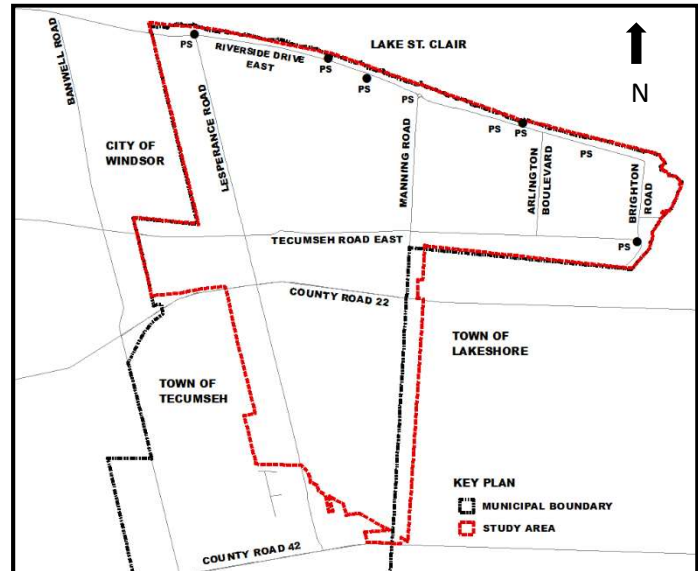 BANWELL ROAD
PS
RIVERSIDE DRIVE
EAST
LAKE ST. CLAIR
N
PS
PS
PS
PS
PS
PS
CITY OF
WINDSOR
LESPERANCE ROAD
MANNING ROAD
ARLINGTON
BOULEVARD
BRIGHTON
ROAD
PS
TECUMSEH ROAD EAST
COUNTY ROAD 22
TOWN OF
LAKESHORE
TOWN OF
TECUMSEH
KEY PLAN
MUNICIPAL BOUNDARY
STUDY AREA
COUNTY ROAD 42